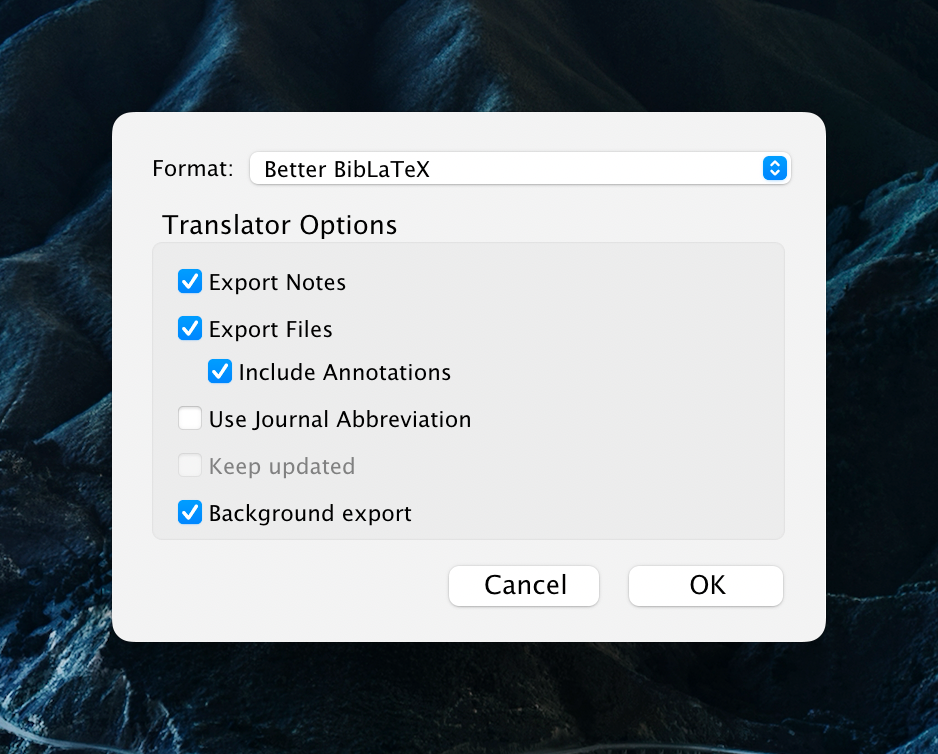 Format: Better BibLaTeX
Translator Options
Export Notes
Export Files
Include Annotations
Use Journal Abbreviation
Keep updated
Background export
Cancel OK